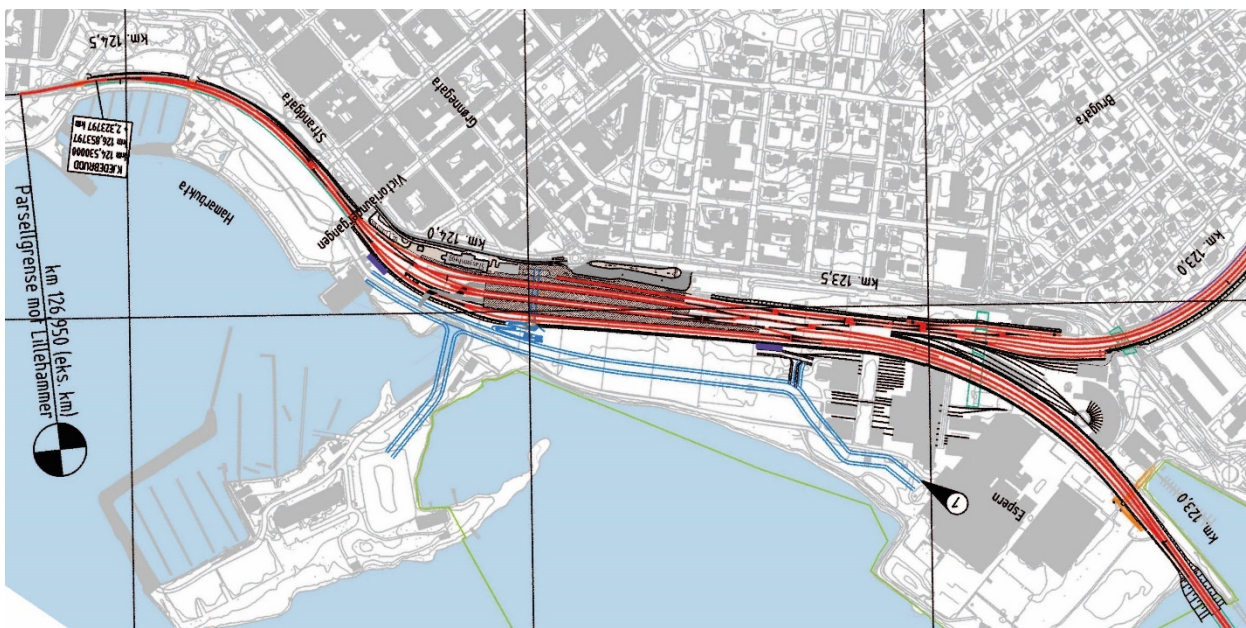 km. 124,5
Strandgata
Grønnegata
Brugata
KJEDEBRUDD
km 124,530000
km 126,853797
+ 2,323797 km
Hamarbukta
Victoriaundergangen
km. 124,0
km. 123,5
km. 123,0
Parsellgrense mot Lillehammer
km 126 950 (eks. km)
1
Espern
km. 123,0